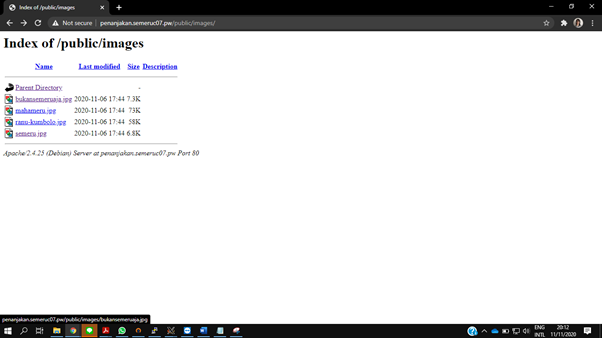 Index of /public/images
Not secure | penanjakan.semeruc07.pw/public/images/
Index of /public/images
Name Last modified Size Description
Parent Directory -
bukansemeruaja.jpg 2020-11-06 17:44 7.3K
mahameru.jpg 2020-11-06 17:44 73K
ranu-kumbolo.jpg 2020-11-06 17:44 58K
semeru.jpg 2020-11-06 17:44 6.8K
Apache/2.4.25 (Debian) Server at penanjakan.semeruc07.pw Port 80
penanjakan.semeruc07.pw/public/images/bukansemeruaja.jpg
ENG 20:12
INTL 11/11/2020